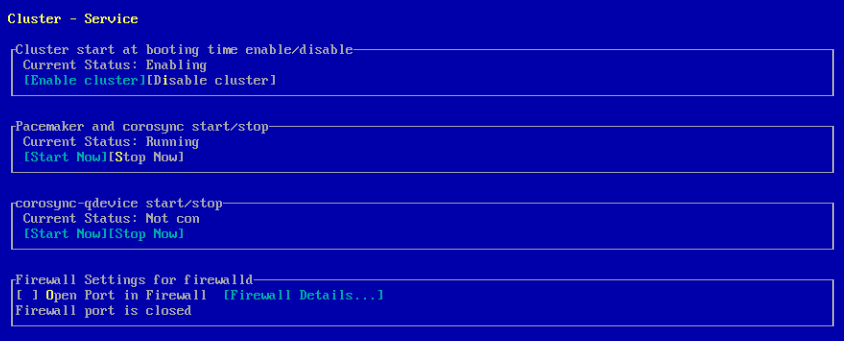 Cluster - Service
Cluster start at booting time enable/disable
Current Status: Enabling
[Enable cluster][Disable cluster]
Pacemaker and corosync start/stop
Current Status: Running
[Start Now][Stop Now]
corosync-qdevice start/stop
Current Status: Not con
[Start Now][Stop Now]
Firewall Settings for firewalld
[ ] Open Port in Firewall  [Firewall Details...]
Firewall port is closed